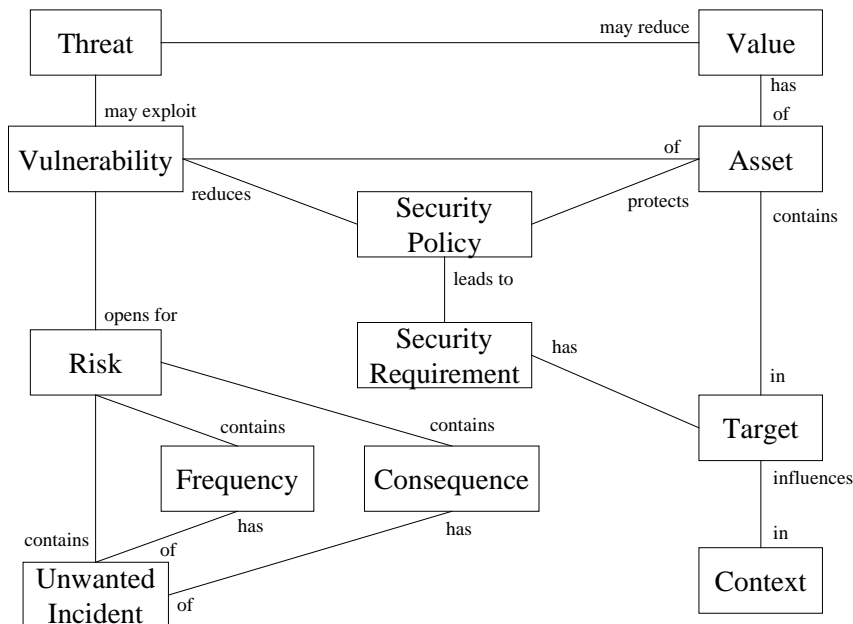 Threat
may reduce
Value
has
may exploit
of
Vulnerability
of
Asset
reduces
Security
Policy
protects
contains
leads to
opens for
Security
Requirement
has
Risk
in
contains
contains
Target
Frequency
Consequence
influences
has
has
contains
of
in
Unwanted
Incident
of
Context